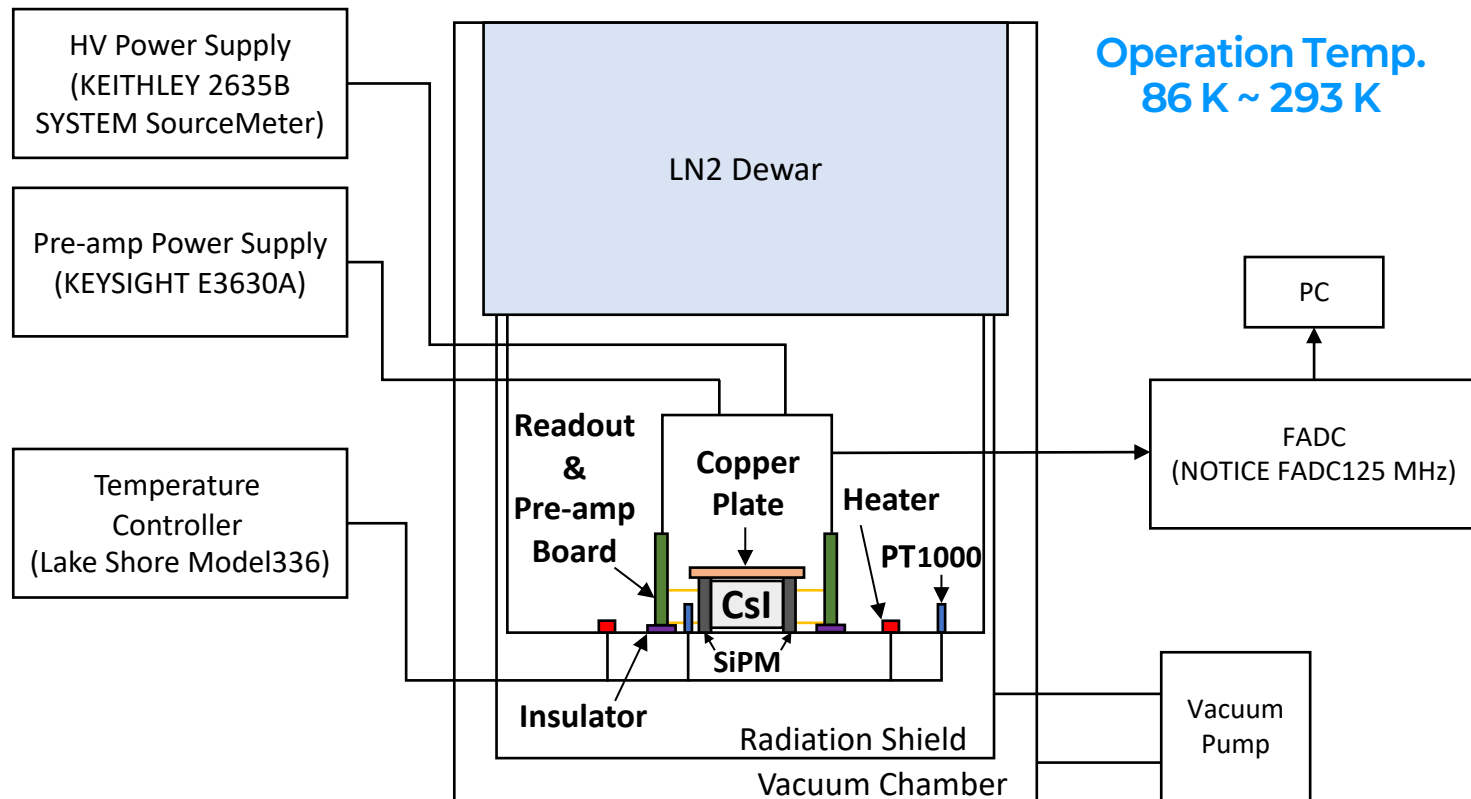 HV Power Supply
(KEITHLEY 2635B
SYSTEM SourceMeter)
Pre-amp Power Supply
(KEYSIGHT E3630A)
Temperature
Controller
(Lake Shore Model336)
LN2 Dewar
Operation Temp.
86 K ~ 293 K
PC
FADC
(NOTICE FADC125 MHz)
Vacuum
Pump
Readout
&
Pre-amp
Board
Copper
Plate
Heater
PT1000
CsI
SiPM
Insulator
Radiation Shield
Vacuum Chamber